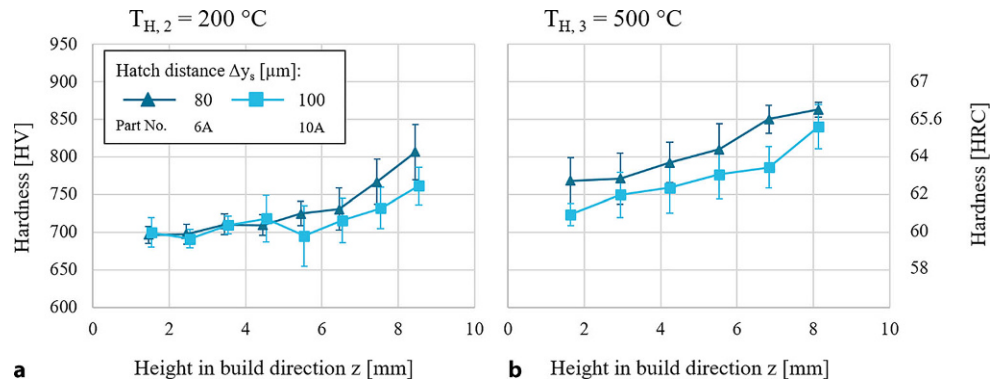 T_H, 2 = 200 °C
T_H, 3 = 500 °C
Hardness [HV]
950
900
850
800
750
700
650
600
Hatch distance Δy_s [µm]:
80 100
Part No. 6A 10A
0 2 4 6 8 10
a Height in build direction z [mm]
67
65.6
64
62
60
58
Hardness [HRC]
0 2 4 6 8 10
b Height in build direction z [mm]